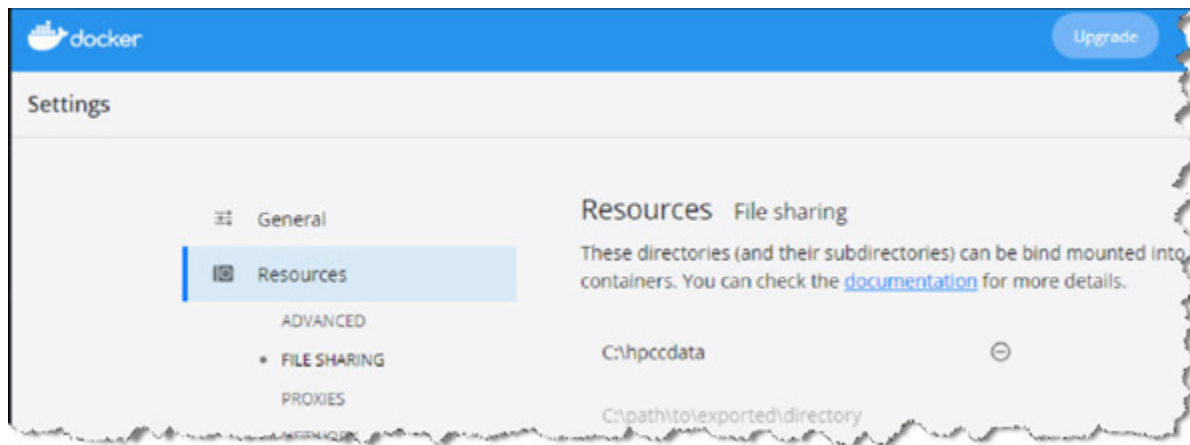 docker
Upgrade
Settings
General
Resources
ADVANCED
FILE SHARING
PROXIES
NETWORK
Resources File sharing
These directories (and their subdirectories) can be bind mounted into
containers. You can check the documentation for more details.
C:\hpccdata
C:\path\to\exported\directory